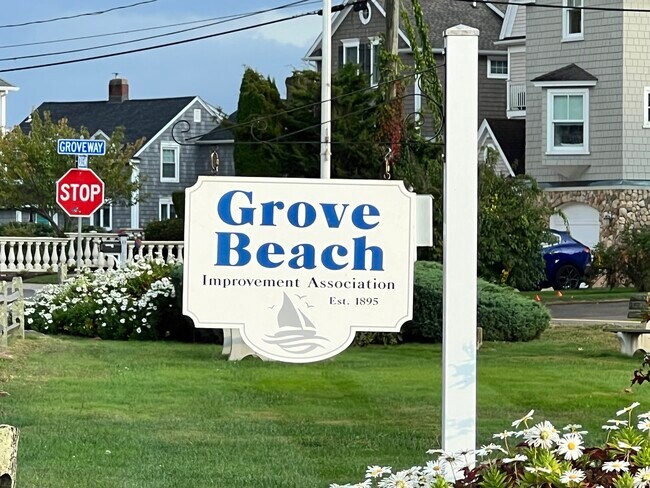 GROVEWAY
STOP
Grove
Beach
Improvement Association
Est. 1895